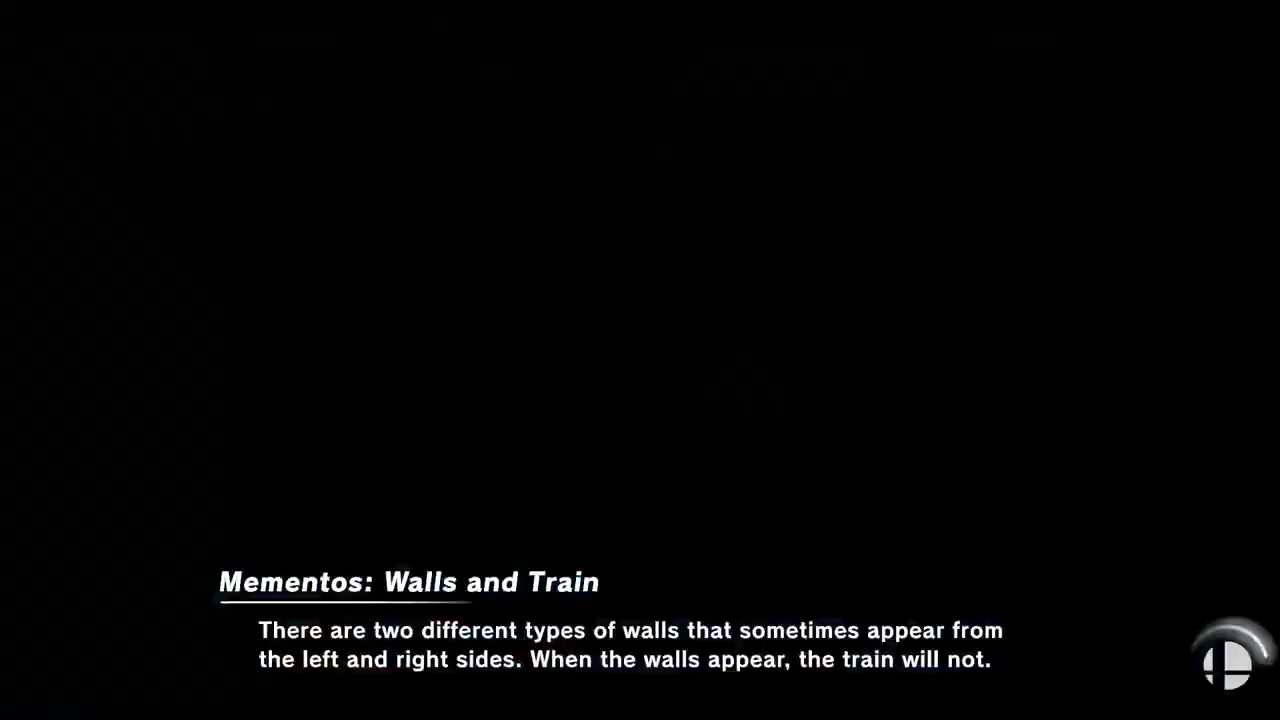 Mementos: Walls and Train
There are two different types of walls that sometimes appear from
the left and right sides. When the walls appear, the train will not.